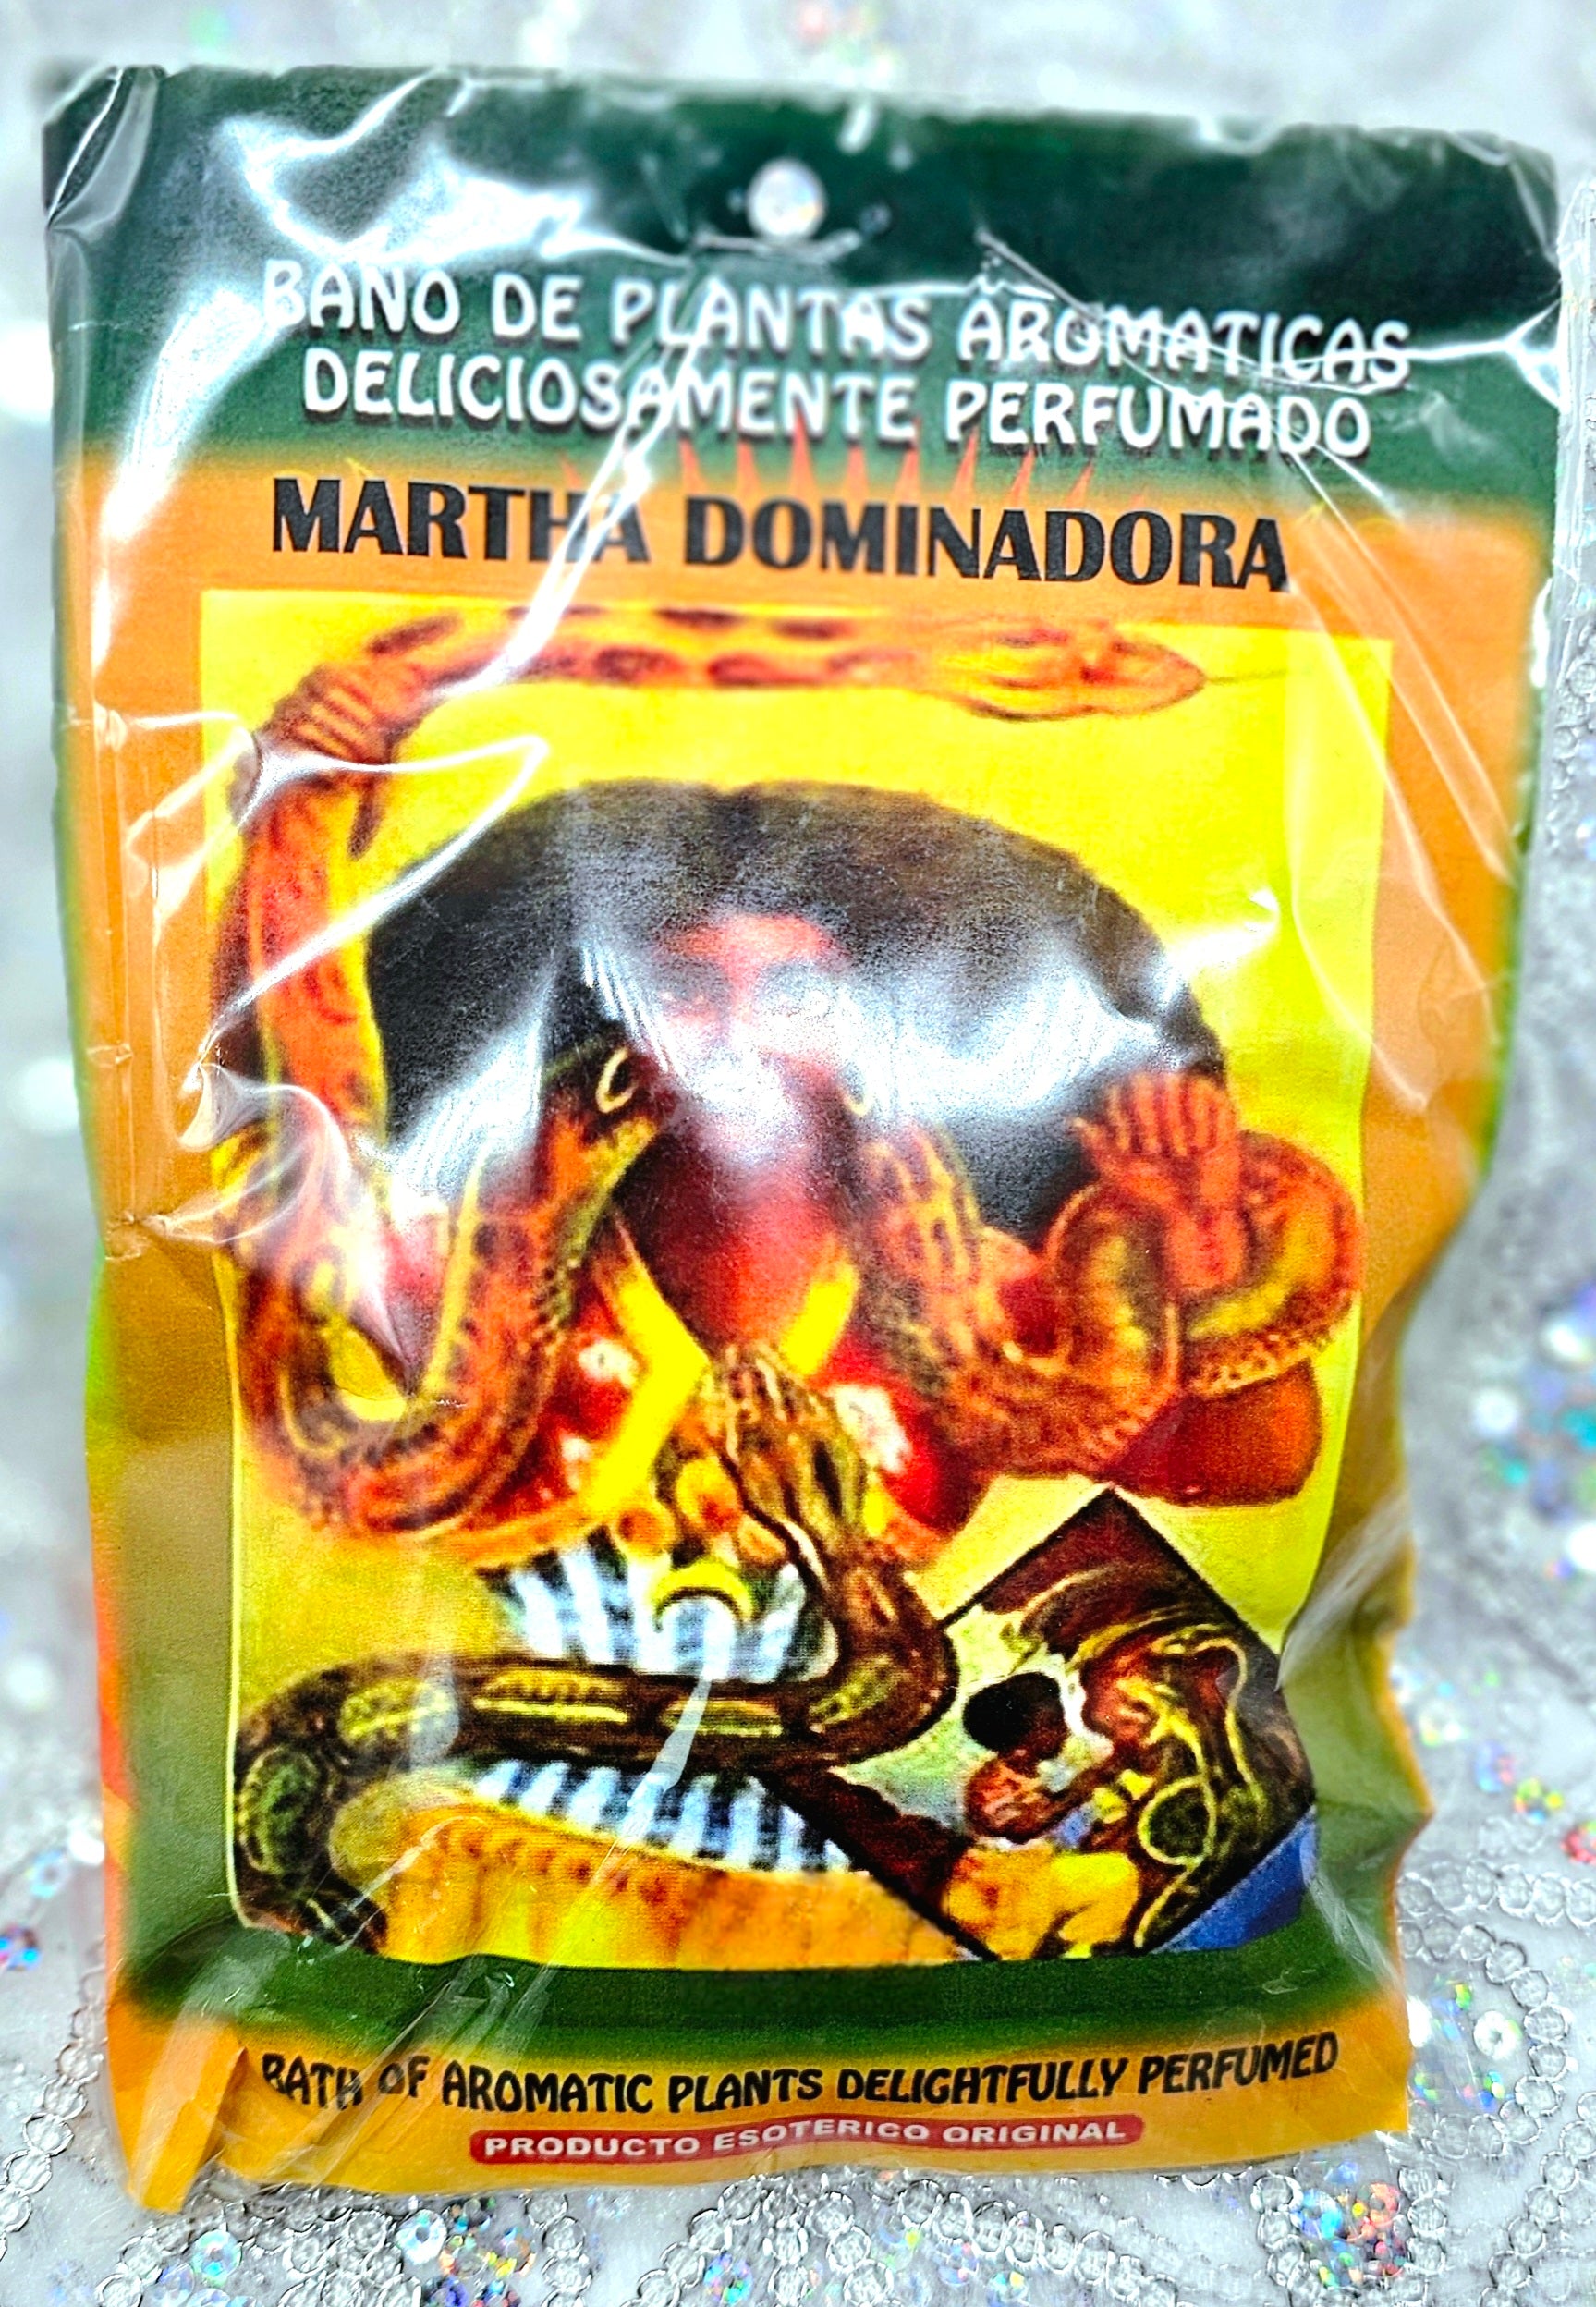 BANO DE PLANTAS AROMATICAS
DELICIOSAMENTE PERFUMADO
MARTHA DOMINADORA
BATH OF AROMATIC PLANTS DELIGHTFULLY PERFUMED
PRODUCTO ESOTERICO ORIGINAL